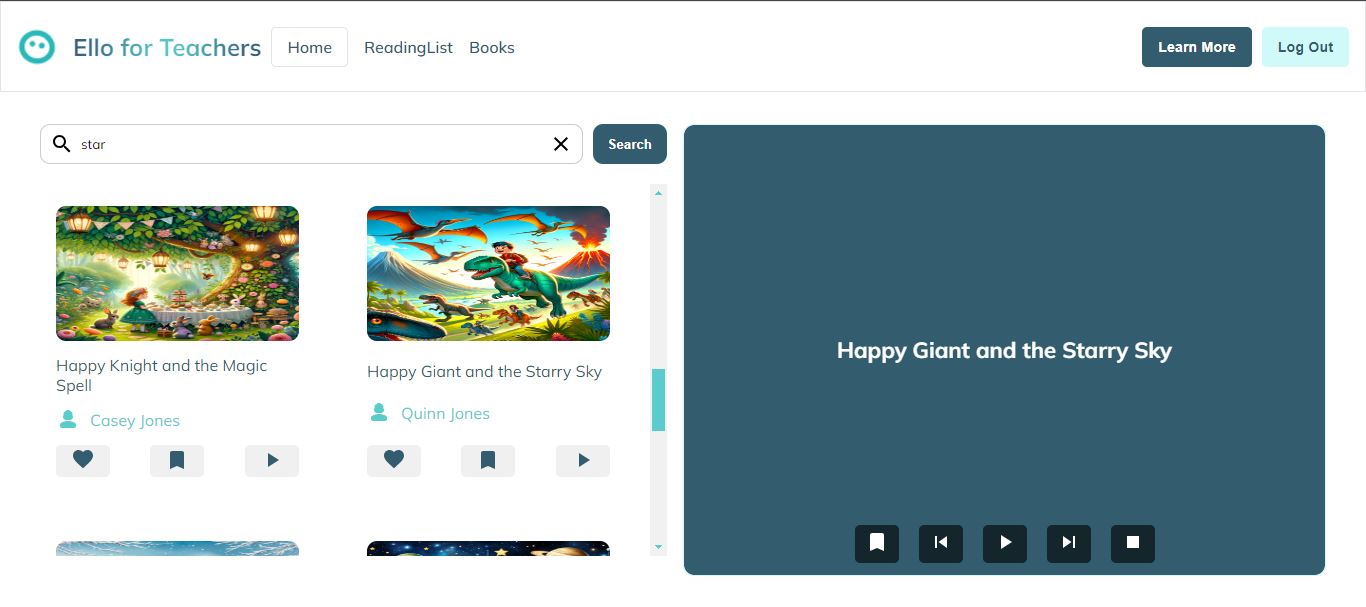 Ello for Teachers
Home
ReadingList
Books
Learn More
Log Out
star
Search
Happy Knight and the Magic
Spell
Casey Jones
Happy Giant and the Starry Sky
Quinn Jones
Happy Giant and the Starry Sky